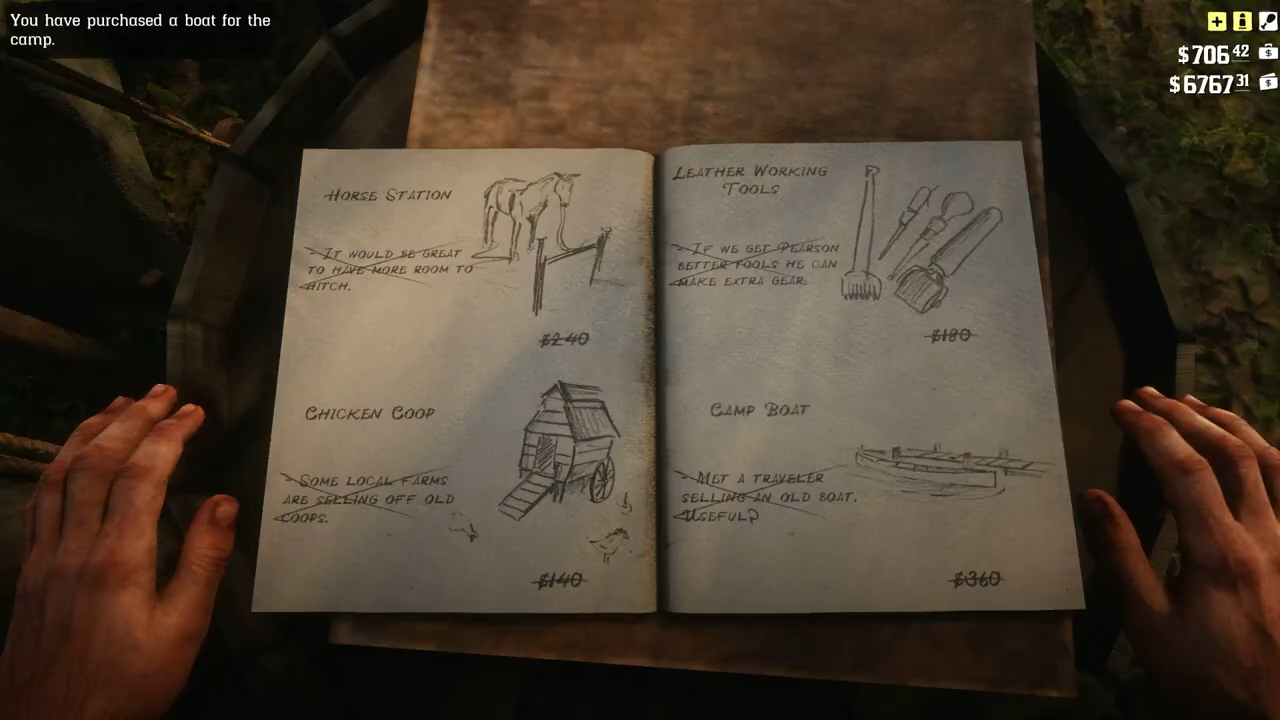 You have purchased a boat for the
camp.
$706 42
$6767 31
HORSE STATION
IT WOULD BE GREAT
TO HAVE MORE ROOM TO
HITCH.
$240
CHICKEN COOP
SOME LOCAL FARMS
ARE SELLING OFF OLD
COOPS.
$140
LEATHER WORKING
TOOLS
IF WE GET PEARSON
BETTER TOOLS HE CAN
MAKE EXTRA GEAR.
$180
CAMP BOAT
MET A TRAVELER
SELLING AN OLD BOAT.
USEFUL?
$360